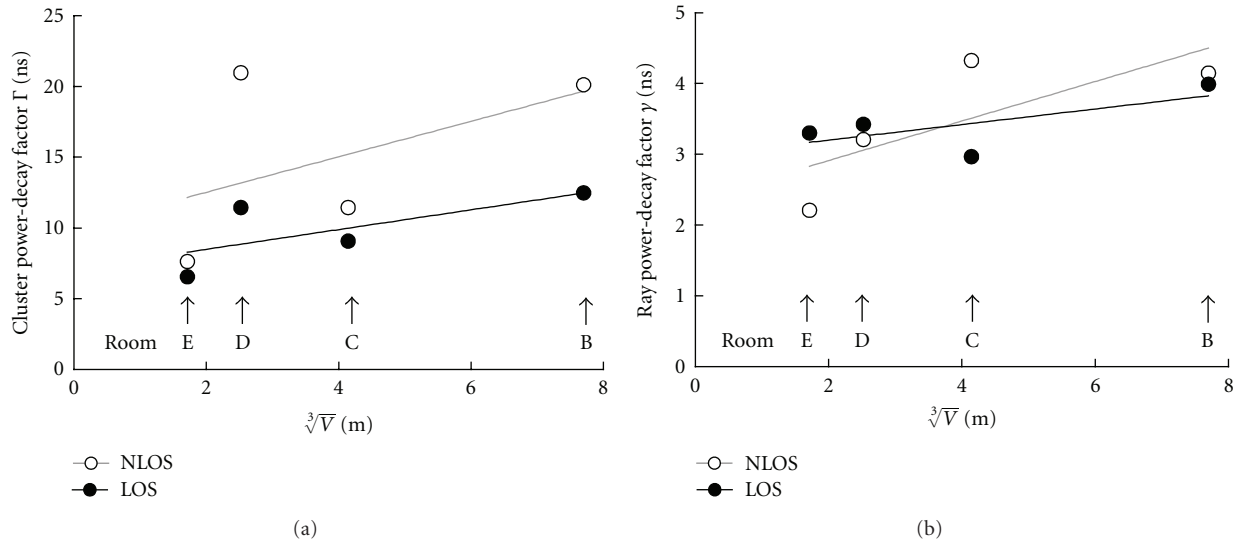 Cluster power-decay factor Γ (ns)
25
20
15
10
5
0
Room E D C B
0 2 4 6 8
∛V (m)
NLOS
LOS
(a)
Ray power-decay factor γ (ns)
5
4
3
2
1
0
Room E D C B
0 2 4 6 8
∛V (m)
NLOS
LOS
(b)